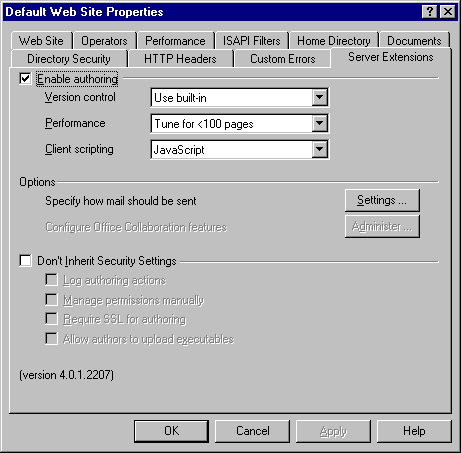 Default Web Site Properties
Web Site Operators Performance ISAPI Filters Home Directory Documents
Directory Security HTTP Headers Custom Errors Server Extensions
Enable authoring
Version control Use built-in
Performance Tune for <100 pages
Client scripting JavaScript
Options
Specify how mail should be sent Settings ...
Configure Office Collaboration features Administer ...
Don't Inherit Security Settings
Log authoring actions
Manage permissions manually
Require SSL for authoring
Allow authors to upload executables
(version 4.0.1.2207)
OK Cancel Apply Help